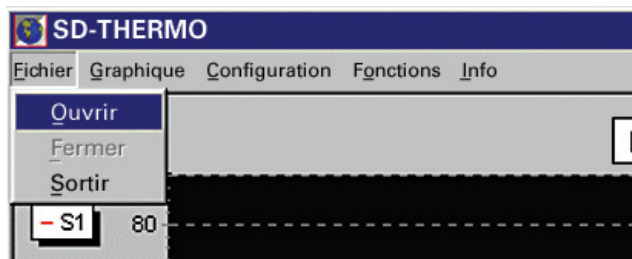 SD-THERMO
Fichier Graphique Configuration Fonctions Info
Ouvrir
Fermer
Sortir
– S1 80